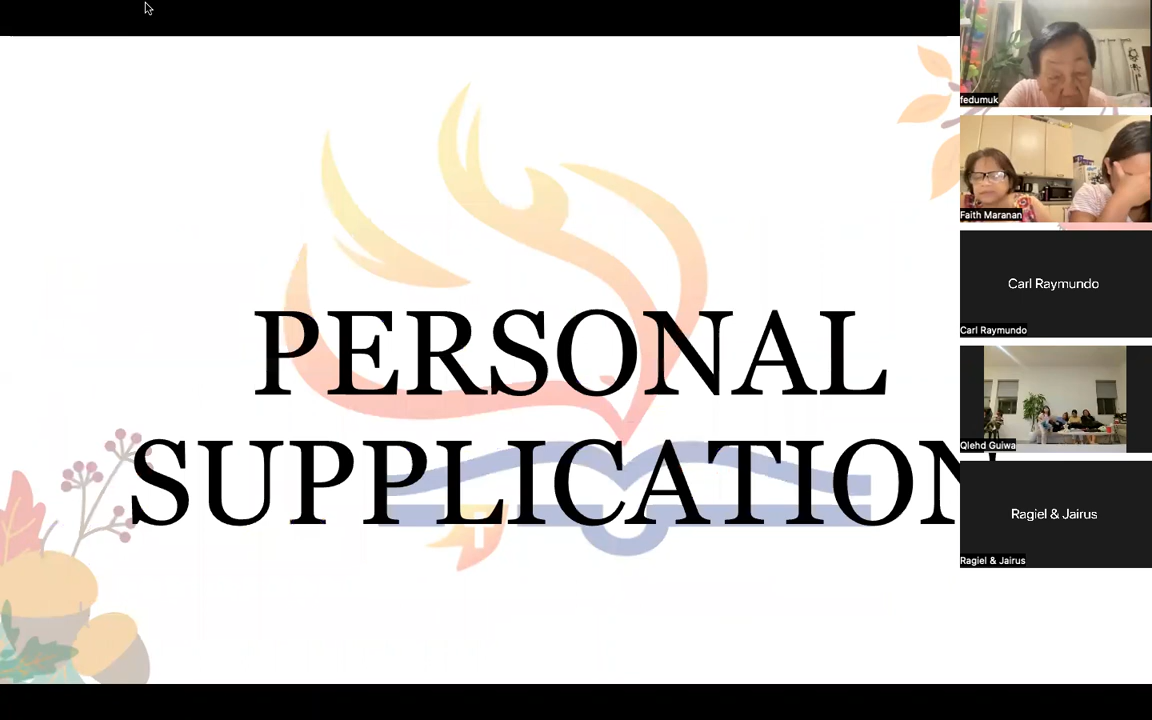 PERSONAL
SUPPLICATION
fedumuk
Faith Maranan
Carl Raymundo
Carl Raymundo
Qlehd Guiwa
Ragiel & Jairus
Ragiel & Jairus